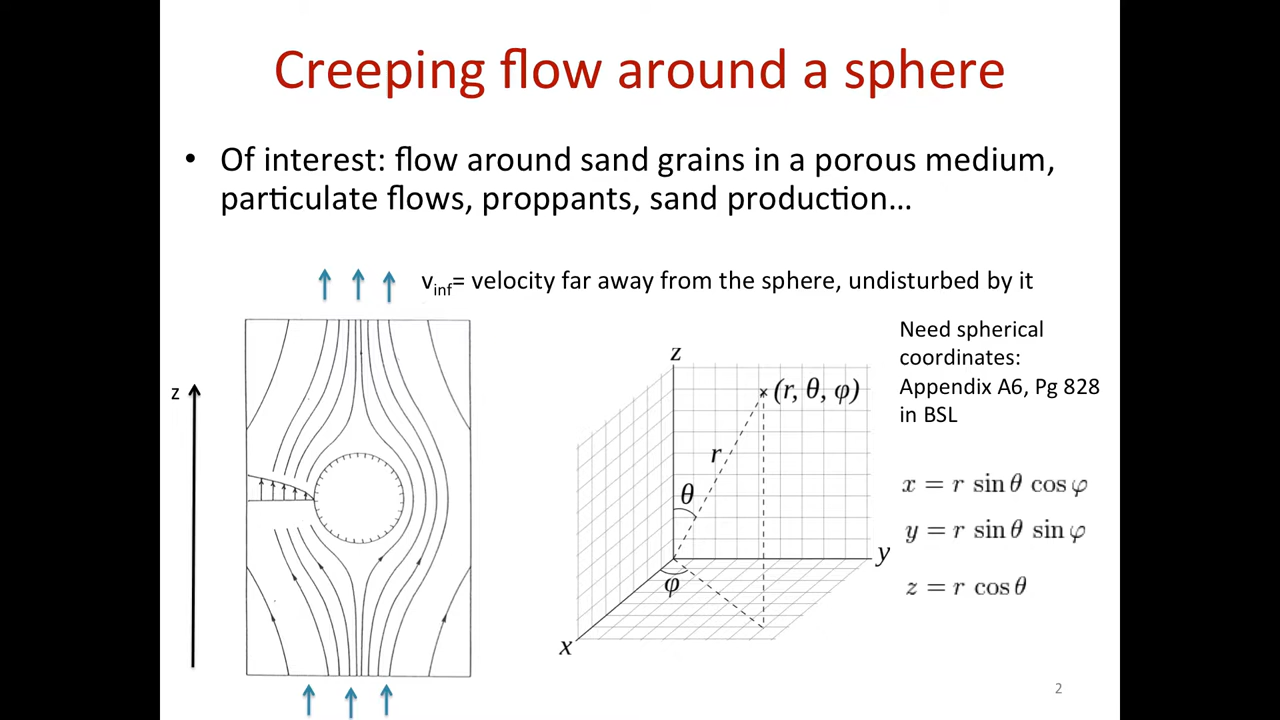 Creeping flow around a sphere
• Of interest: flow around sand grains in a porous medium,
particulate flows, proppants, sand production...
v_inf= velocity far away from the sphere, undisturbed by it
Need spherical
coordinates:
Appendix A6, Pg 828
in BSL
z
z
(r, θ, φ)
r
θ
φ
y
x
x = r sin θ cos φ
y = r sin θ sin φ
z = r cos θ
2